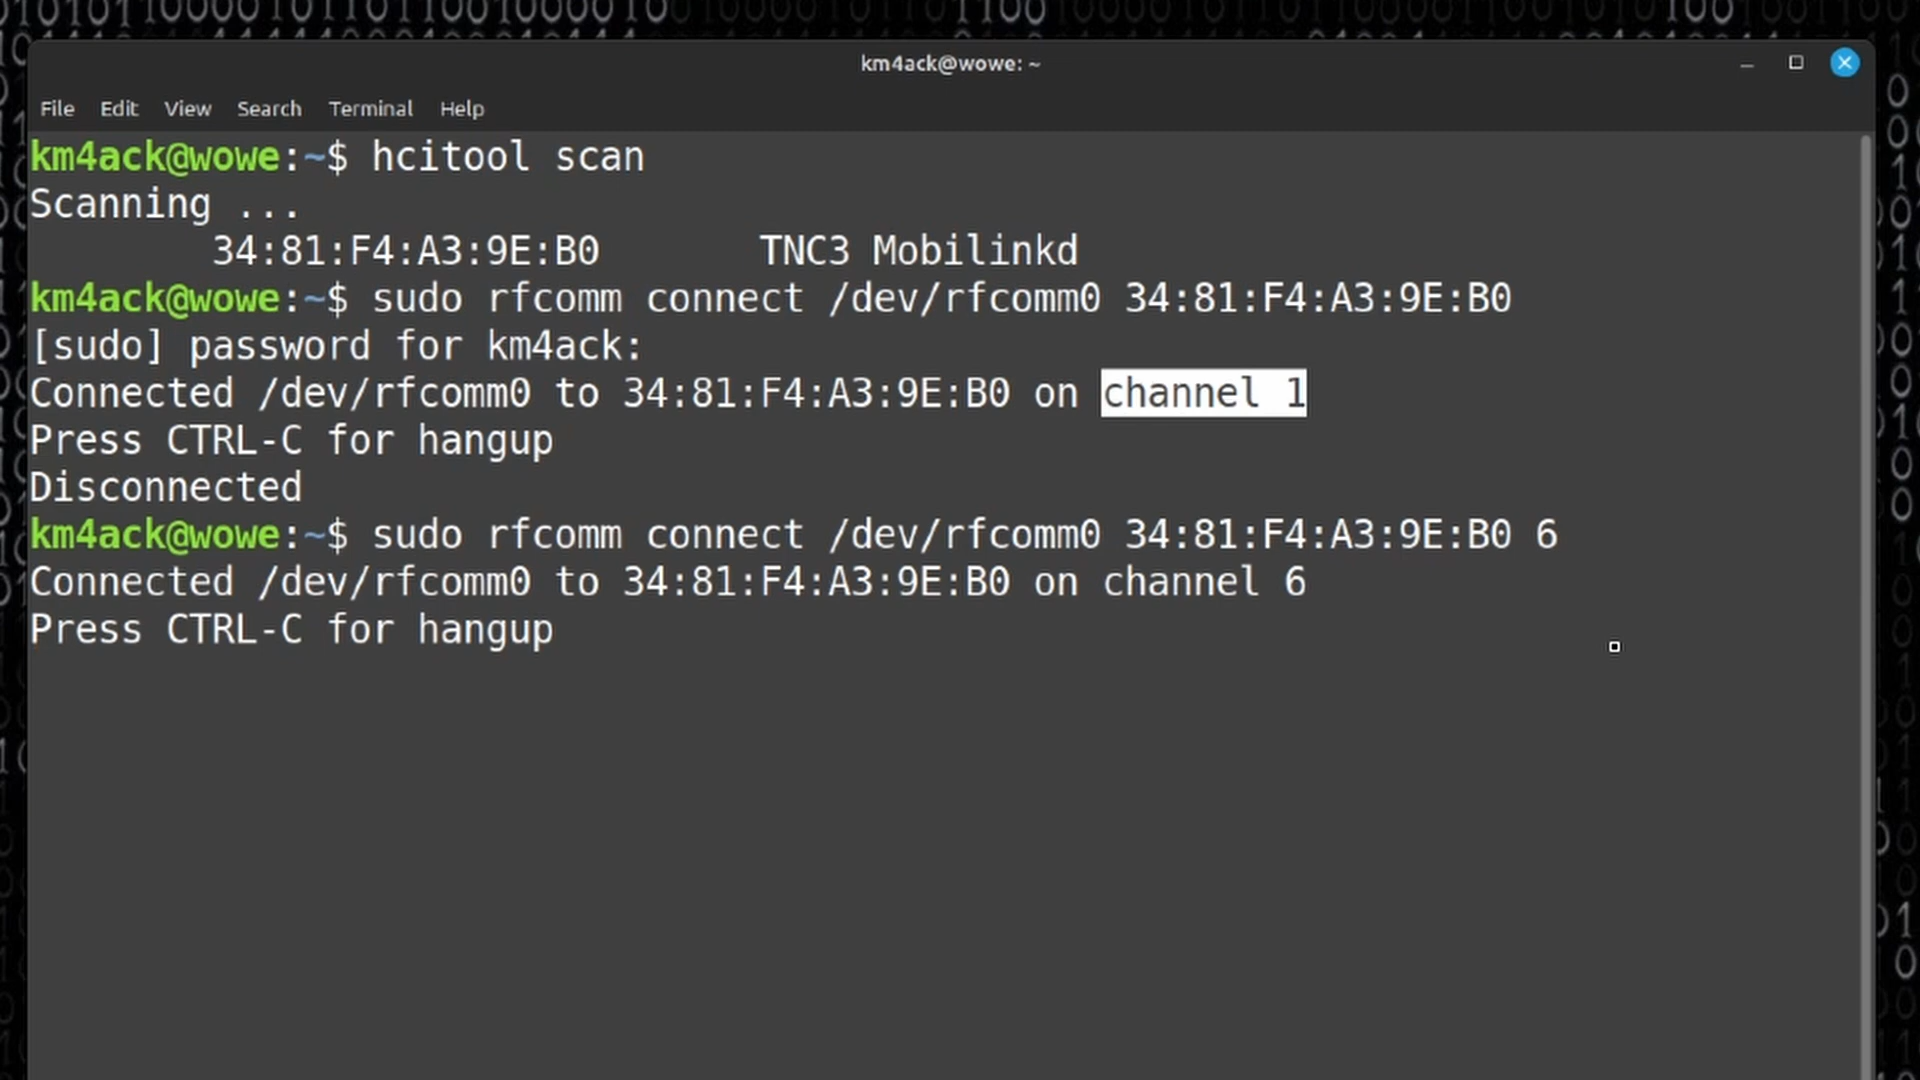 km4ack@wowe: ~
File Edit View Search Terminal Help
km4ack@wowe:~$ hcitool scan
Scanning ...
34:81:F4:A3:9E:B0 TNC3 Mobilinkd
km4ack@wowe:~$ sudo rfcomm connect /dev/rfcomm0 34:81:F4:A3:9E:B0
[sudo] password for km4ack:
Connected /dev/rfcomm0 to 34:81:F4:A3:9E:B0 on channel 1
Press CTRL-C for hangup
Disconnected
km4ack@wowe:~$ sudo rfcomm connect /dev/rfcomm0 34:81:F4:A3:9E:B0 6
Connected /dev/rfcomm0 to 34:81:F4:A3:9E:B0 on channel 6
Press CTRL-C for hangup